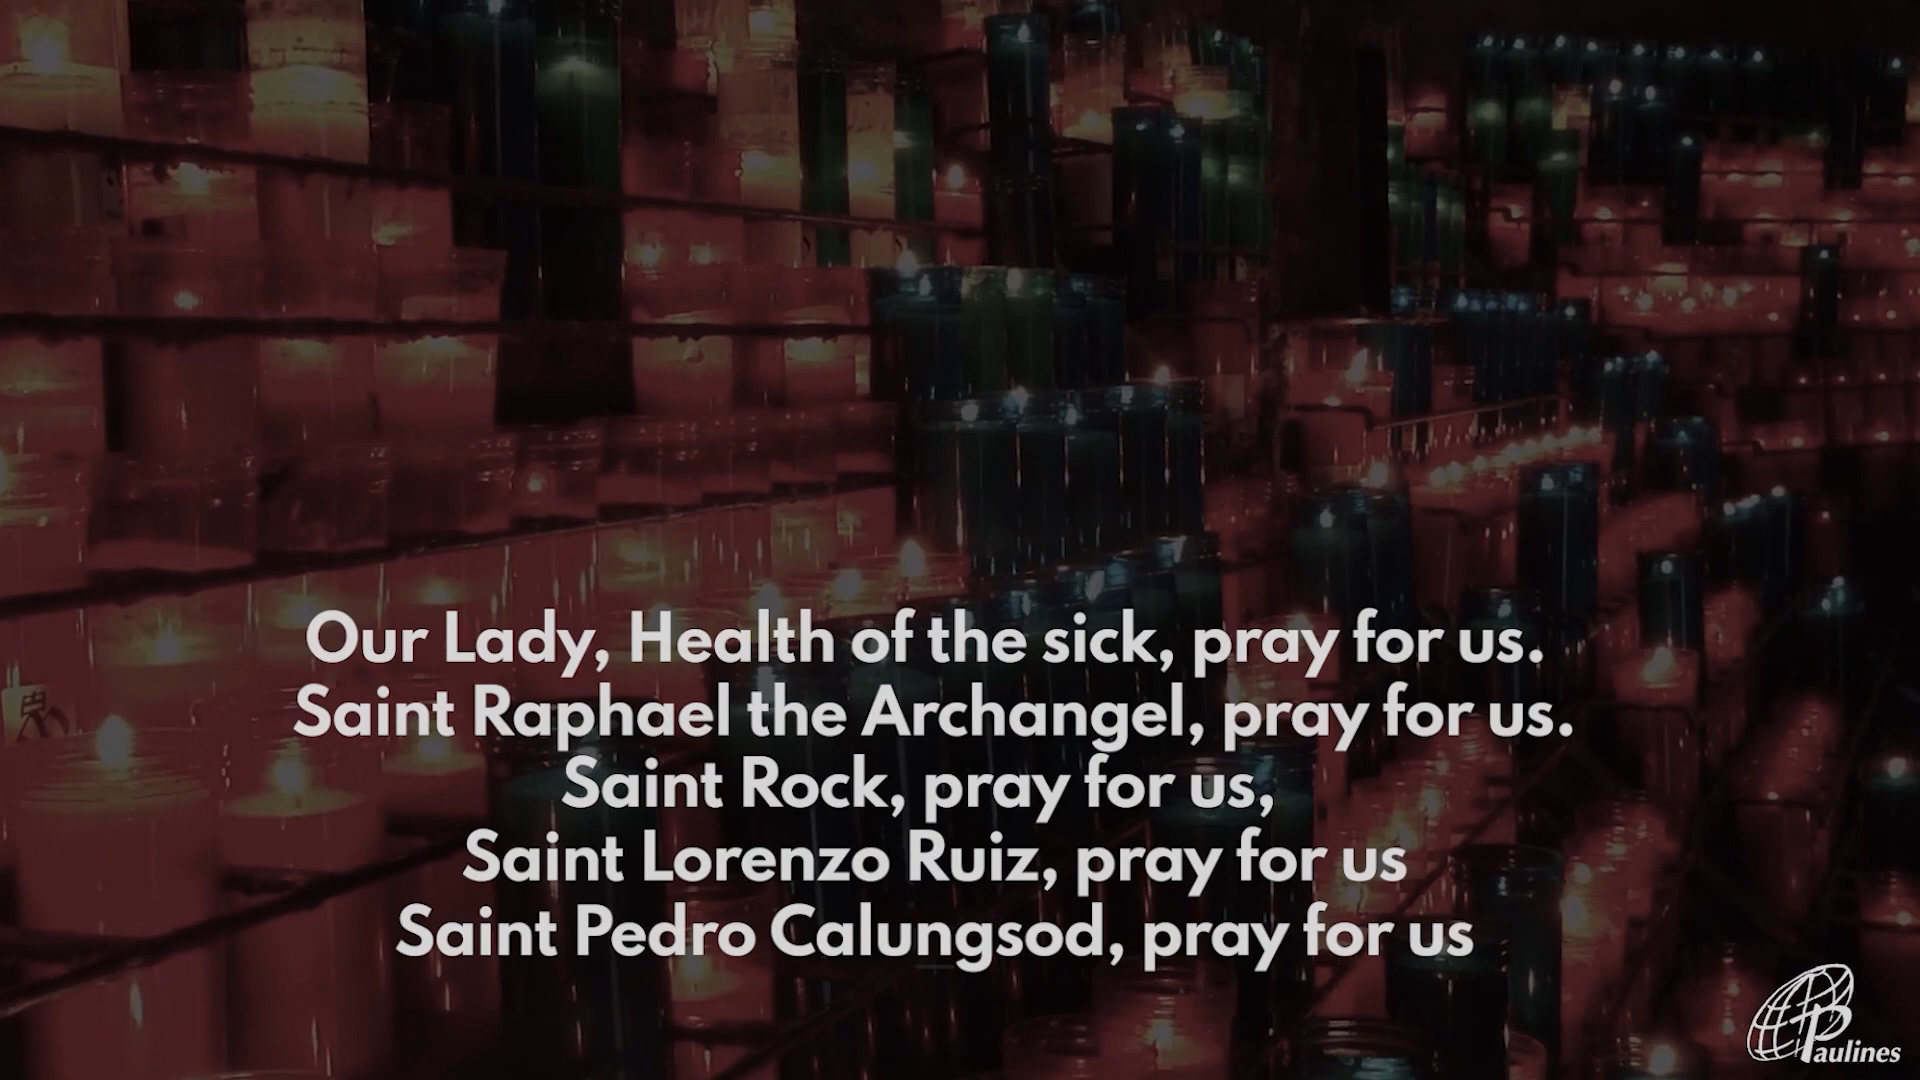 Our Lady, Health of the sick, pray for us.
Saint Raphael the Archangel, pray for us.
Saint Rock, pray for us,
Saint Lorenzo Ruiz, pray for us
Saint Pedro Calungsod, pray for us
Paulines